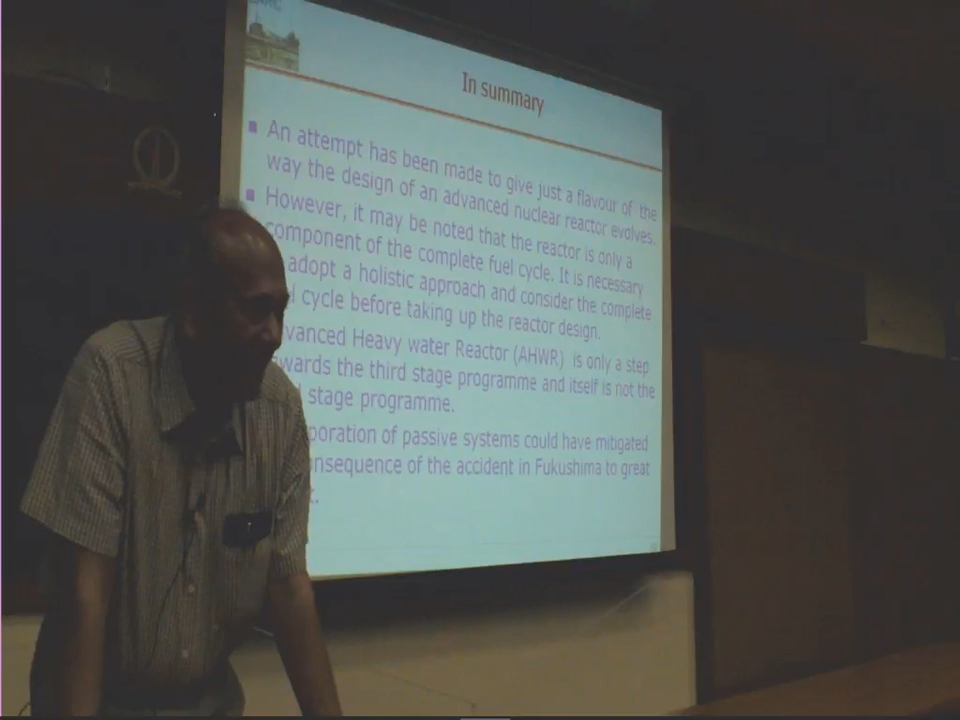 In summary
An attempt has been made to give just a flavour of the
way the design of an advanced nuclear reactor evolves.
However, it may be noted that the reactor is only a
component of the complete fuel cycle. It is necessary
adopt a holistic approach and consider the complete
cycle before taking up the reactor design.
vanced Heavy water Reactor (AHWR) is only a step
wards the third stage programme and itself is not the
stage programme.
poration of passive systems could have mitigated
onsequence of the accident in Fukushima to great